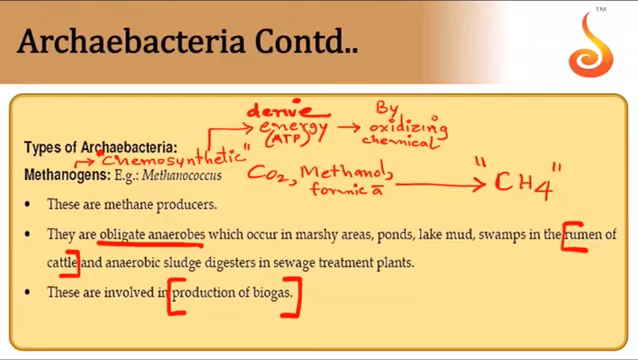 TM
Archaebacteria Contd..
derive
By
energy → oxidizing
(ATP) chemical
Types of Archaebacteria:
→ "Chemosynthetic"
Methanogens: E.g.: Methanococcus
CO2, Methanol, → "CH4"
formic a
• These are methane producers.
• They are obligate anaerobes which occur in marshy areas, ponds, lake mud, swamps in the [rumen of
cattle] and anaerobic sludge digesters in sewage treatment plants.
• These are involved in [production of biogas.]